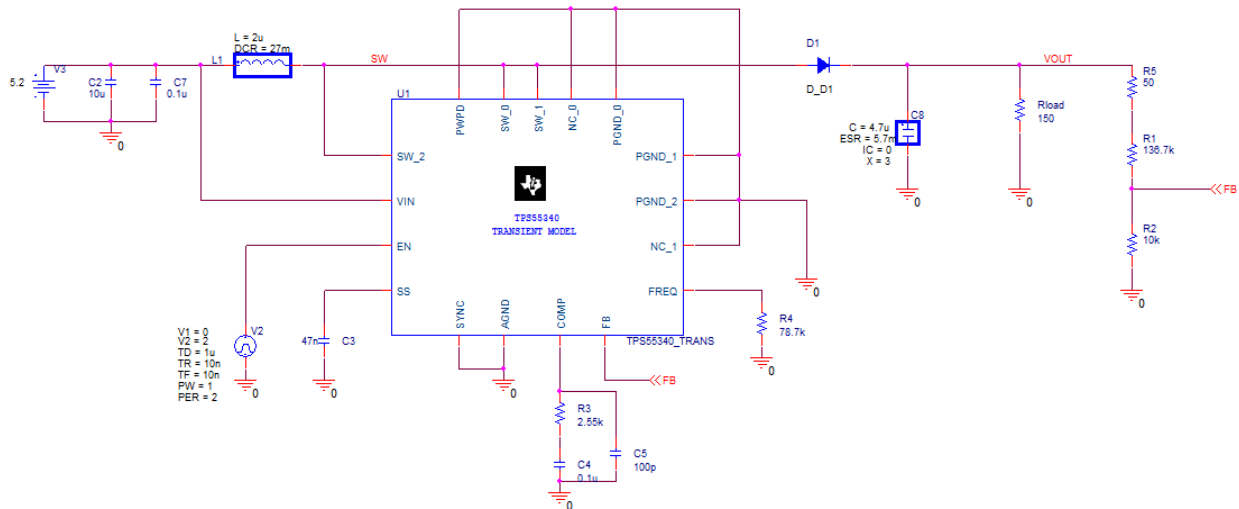 L = 2u
DCR = 27m
L1
SW
D1
D_D1
VOUT
5.2
V3
C2
10u
C7
0.1u
0
U1
PWPD
SW_0
SW_1
NC_0
PGND_0
SW_2
VIN
EN
SS
PGND_1
PGND_2
NC_1
FREQ
SYNC
AGND
COMP
FB
TPS55340
TRANSIENT MODEL
TPS55340_TRANS
C = 4.7u
ESR = 5.7m
IC = 0
X = 3
C8
0
Rload
150
0
R5
50
R1
136.7k
FB
R2
10k
0
0
R4
78.7k
0
V1 = 0
V2 = 2
TD = 1u
TR = 10n
TF = 10n
PW = 1
PER = 2
V2
0
47n
C3
0
0
FB
R3
2.55k
C4
0.1u
C5
100p
0